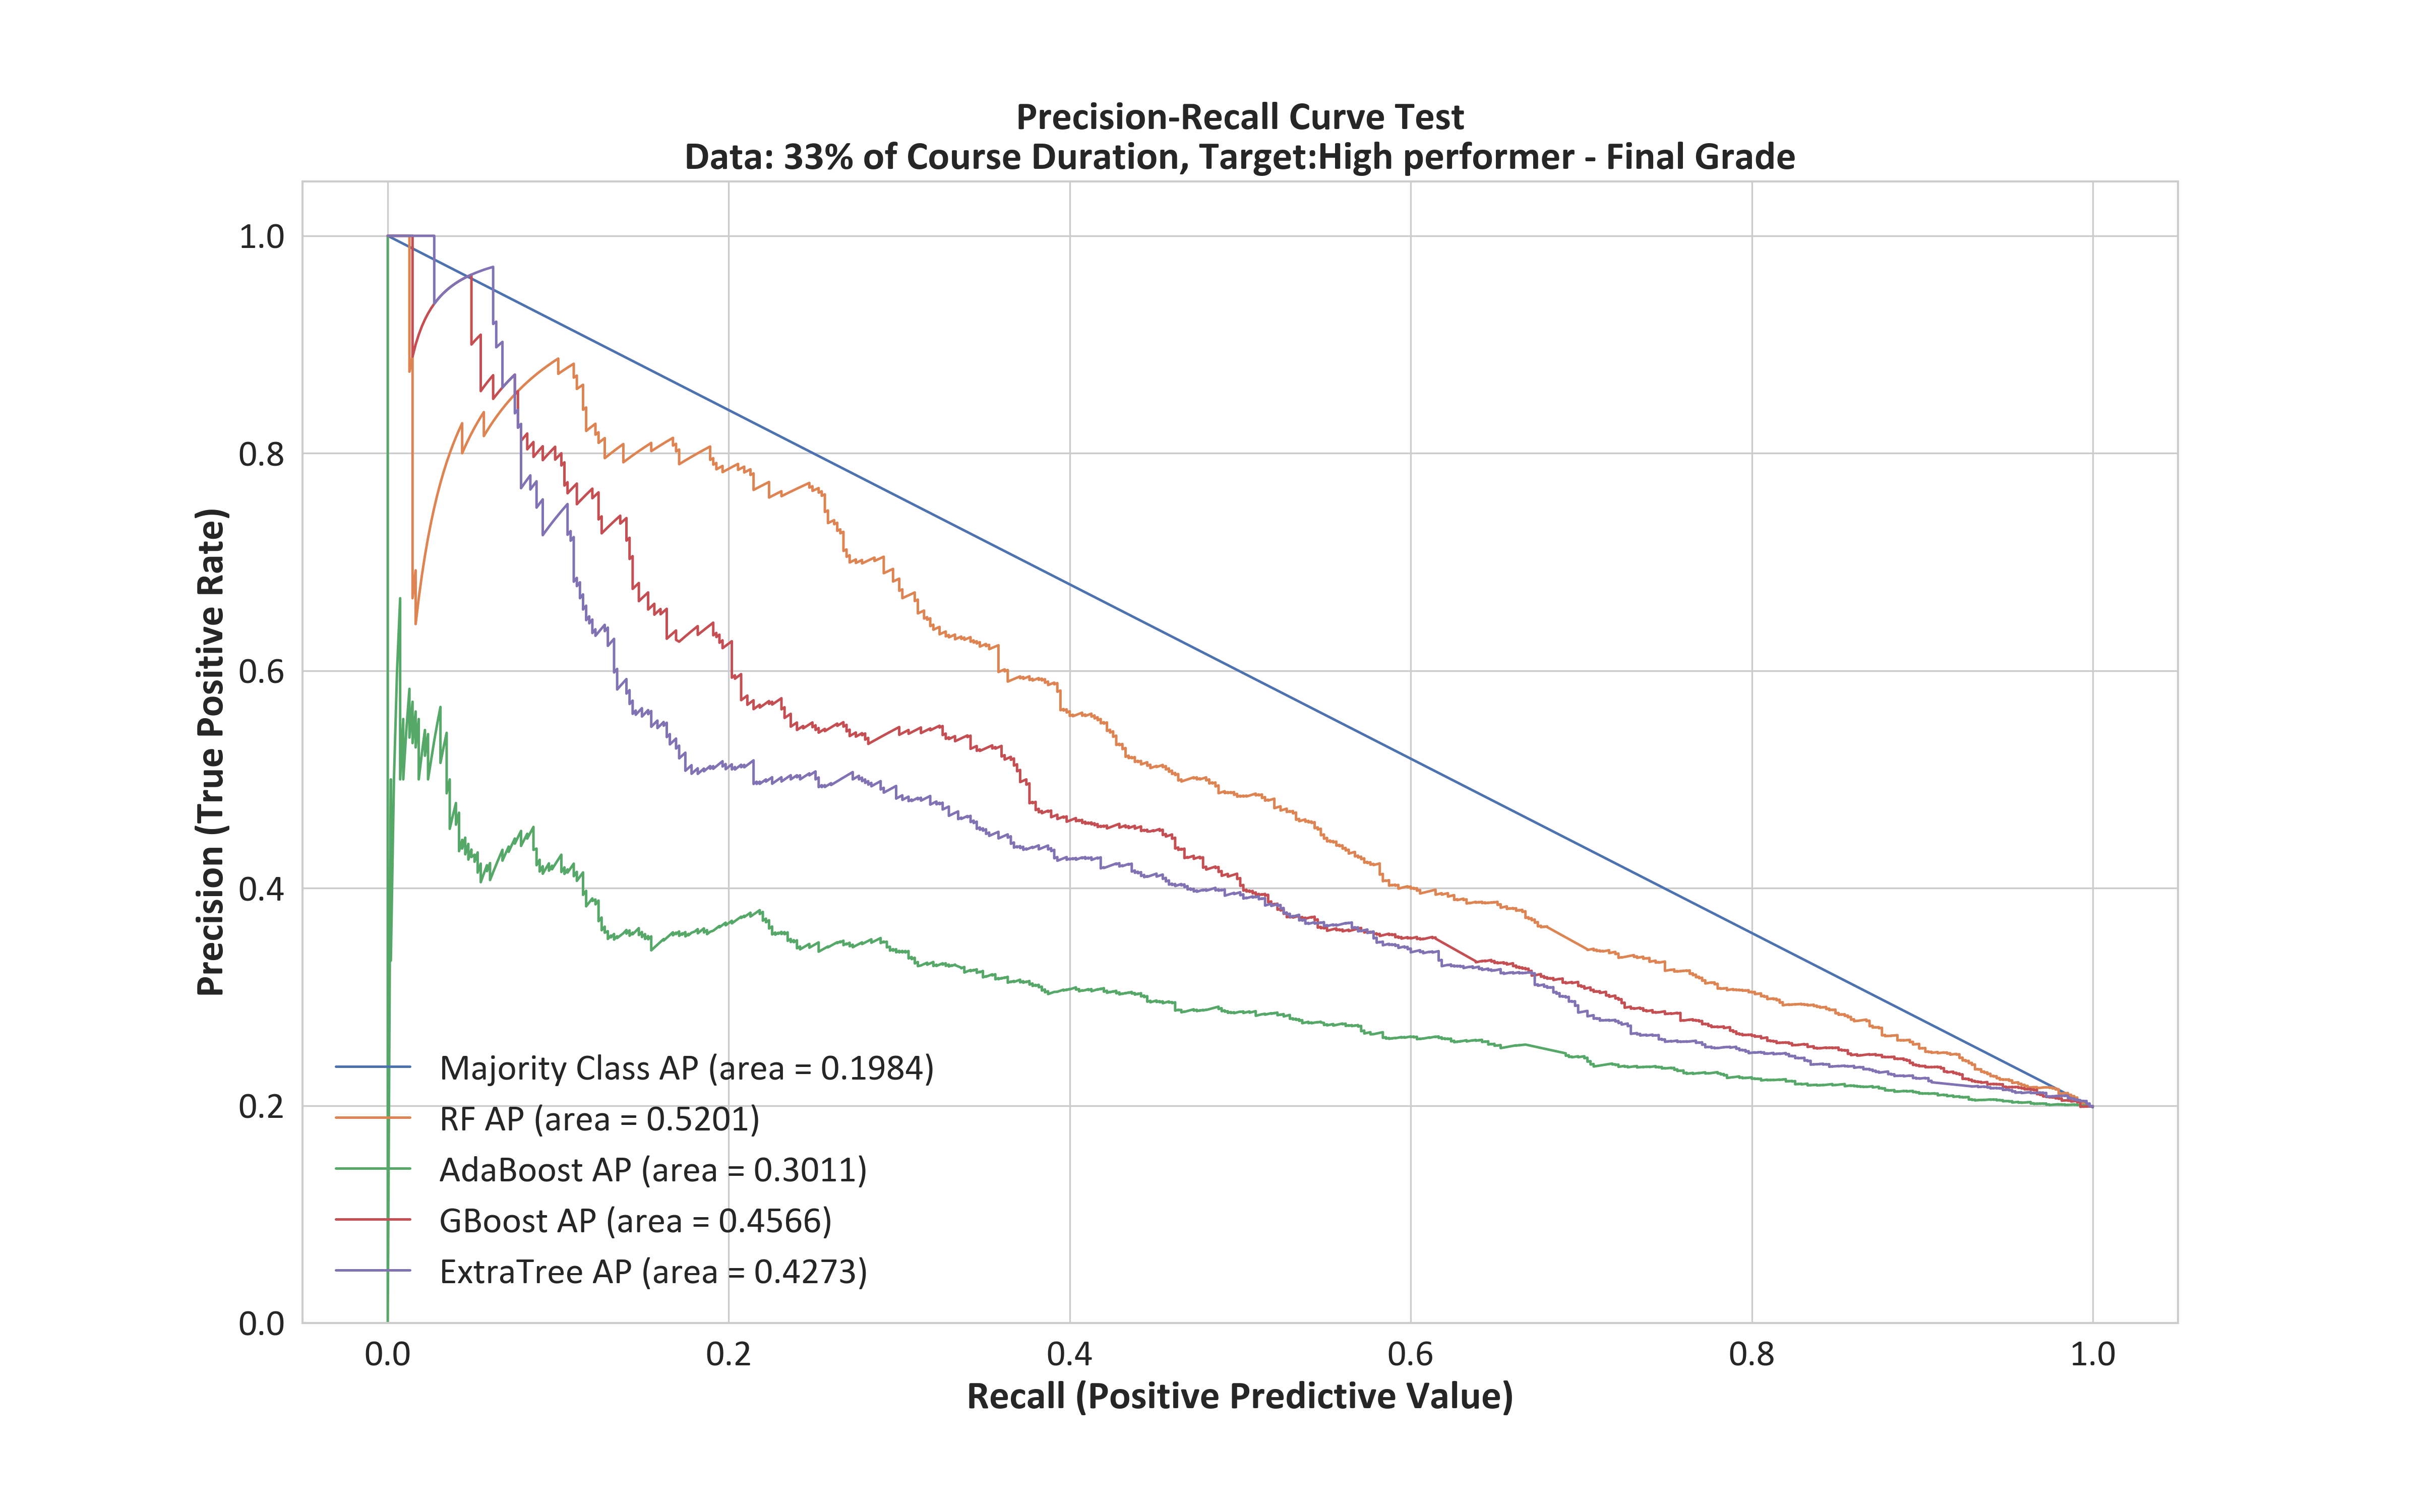 Precision-Recall Curve Test
Data: 33% of Course Duration, Target:High performer - Final Grade
Precision (True Positive Rate)
1.0
0.8
0.6
0.4
0.2
0.0
Majority Class AP (area = 0.1984)
RF AP (area = 0.5201)
AdaBoost AP (area = 0.3011)
GBoost AP (area = 0.4566)
ExtraTree AP (area = 0.4273)
0.0
0.2
0.4
0.6
0.8
1.0
Recall (Positive Predictive Value)